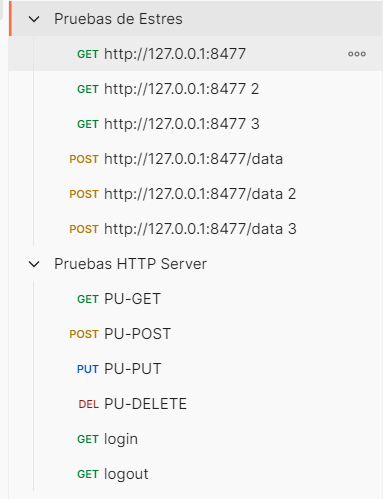 Pruebas de Estres
GET http://127.0.0.1:8477
GET http://127.0.0.1:8477 2
GET http://127.0.0.1:8477 3
POST http://127.0.0.1:8477/data
POST http://127.0.0.1:8477/data 2
POST http://127.0.0.1:8477/data 3
Pruebas HTTP Server
GET PU-GET
POST PU-POST
PUT PU-PUT
DEL PU-DELETE
GET login
GET logout